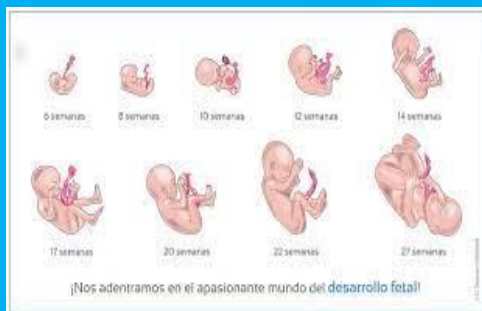 6 semanas
8 semanas
10 semanas
12 semanas
14 semanas
17 semanas
20 semanas
22 semanas
27 semanas
¡Nos adentramos en el apasionante mundo del desarrollo fetal!